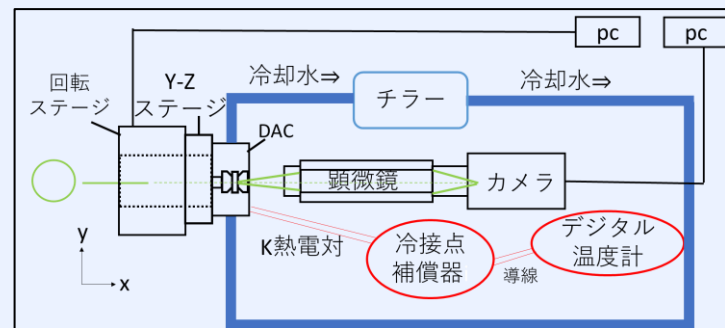 pc
pc
冷却水⇒
冷却水⇒
チラー
回転
ステージ
Y-Z
ステージ
DAC
顕微鏡
カメラ
y
x
K熱電対
冷接点
補償器
導線
デジタル
温度計